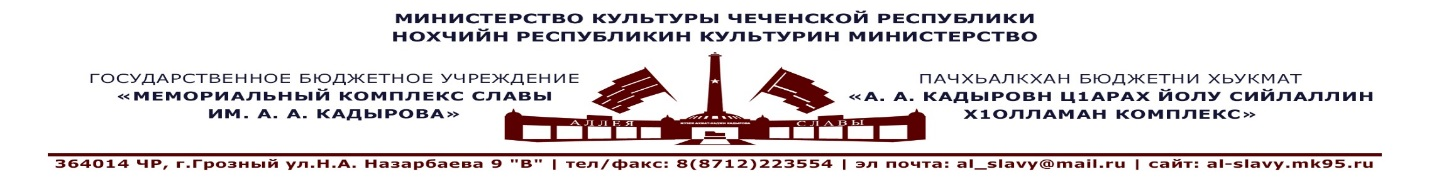 МИНИСТЕРСТВО КУЛЬТУРЫ ЧЕЧЕНСКОЙ РЕСПУБЛИКИ
НОХЧИЙН РЕСПУБЛИКИН КУЛЬТУРИН МИНИСТЕРСТВО
ГОСУДАРСТВЕННОЕ БЮДЖЕТНОЕ УЧРЕЖДЕНИЕ
«МЕМОРИАЛЬНЫЙ КОМПЛЕКС СЛАВЫ
ИМ. А. А. КАДЫРОВА»
ПАЧХЬАЛКХАН БЮДЖЕТНИ ХЬУКМАТ
«А. А. КАДЫРОВН Ц1АРАХ ЙОЛУ СИЙЛАЛЛИН
Х1ОЛЛАМАН КОМПЛЕКС»
АЛЛЕЯ СЛАВЫ
364014 ЧР, г.Грозный ул.Н.А. Назарбаева 9 "В" | тел/факс: 8(8712)223554 | эл почта: al_slavy@mail.ru | сайт: al-slavy.mk95.ru